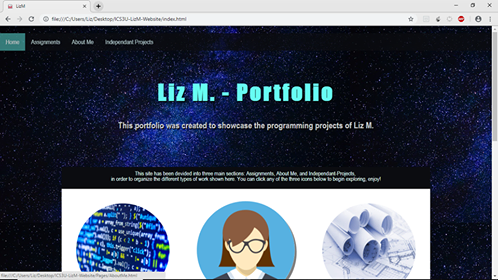 LizM
file:///C:/Users/Liz/Desktop/ICS3U-LizM-Website/index.html
Home Assignments About Me Independant Projects
Liz M. - Portfolio
This portfolio was created to showcase the programming projects of Liz M.
This site has been divided into three main sections: Assignments, About Me, and Independant Projects,
in order to organize the different types of work shown here. You can click any of the three icons below to begin exploring, enjoy!
file:///C:/Users/Liz/Desktop/ICS3U-LizM-Website/Pages/AboutMe.html